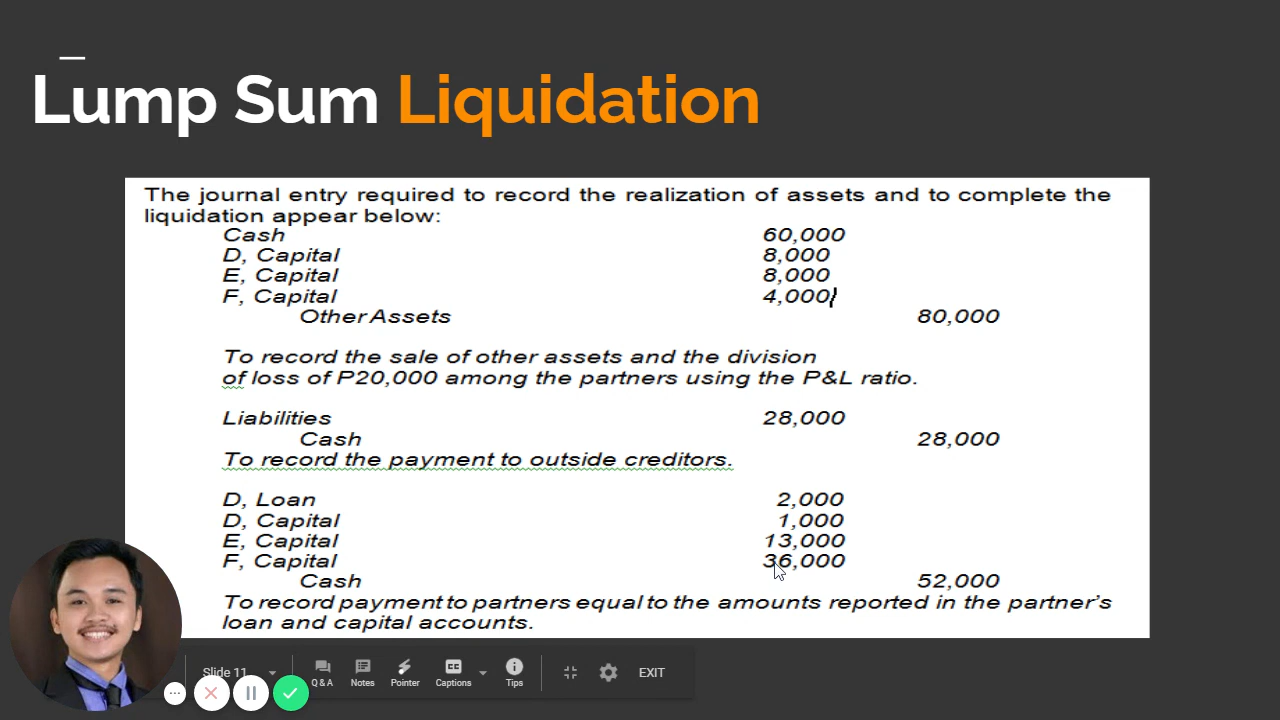 Lump Sum Liquidation
The journal entry required to record the realization of assets and to complete the
liquidation appear below:
Cash 60,000
D, Capital 8,000
E, Capital 8,000
F, Capital 4,000
Other Assets 80,000
To record the sale of other assets and the division
of loss of P20,000 among the partners using the P&L ratio.
Liabilities 28,000
Cash 28,000
To record the payment to outside creditors.
D, Loan 2,000
D, Capital 1,000
E, Capital 13,000
F, Capital 36,000
Cash 52,000
To record payment to partners equal to the amounts reported in the partner's
loan and capital accounts.
Slide 11 Q & A Notes Pointer Captions Tips EXIT